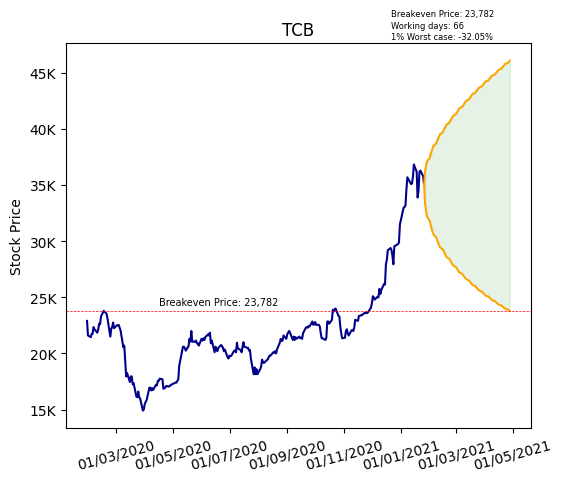 Breakeven Price: 23,782
Working days: 66
1% Worst case: -32.05%
TCB
45K
40K
35K
30K
25K
20K
15K
Stock Price
Breakeven Price: 23,782
01/03/2020
01/05/2020
01/07/2020
01/09/2020
01/11/2020
01/01/2021
01/03/2021
01/05/2021